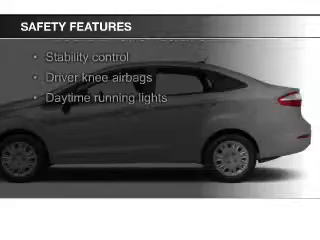 SAFETY FEATURES
• Stability control
• Driver knee airbags
• Daytime running lights